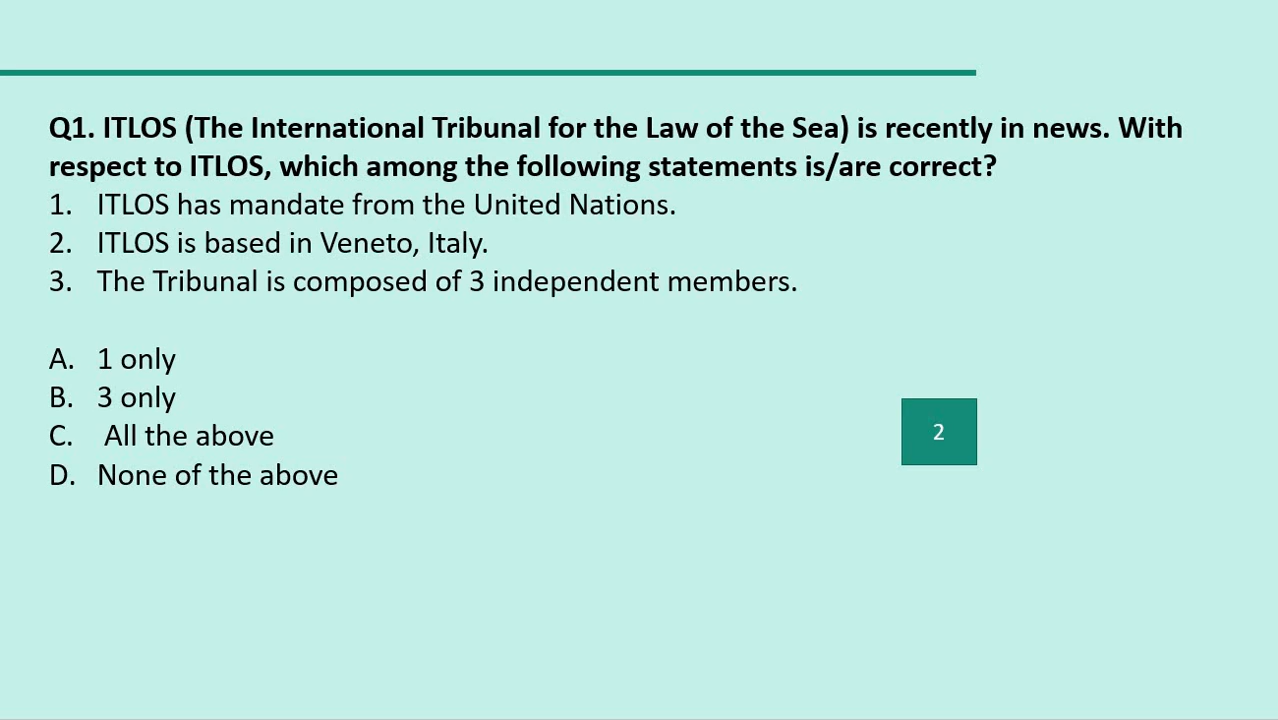 Q1. ITLOS (The International Tribunal for the Law of the Sea) is recently in news. With
respect to ITLOS, which among the following statements is/are correct?
1. ITLOS has mandate from the United Nations.
2. ITLOS is based in Veneto, Italy.
3. The Tribunal is composed of 3 independent members.
A. 1 only
B. 3 only
C. All the above
D. None of the above
2